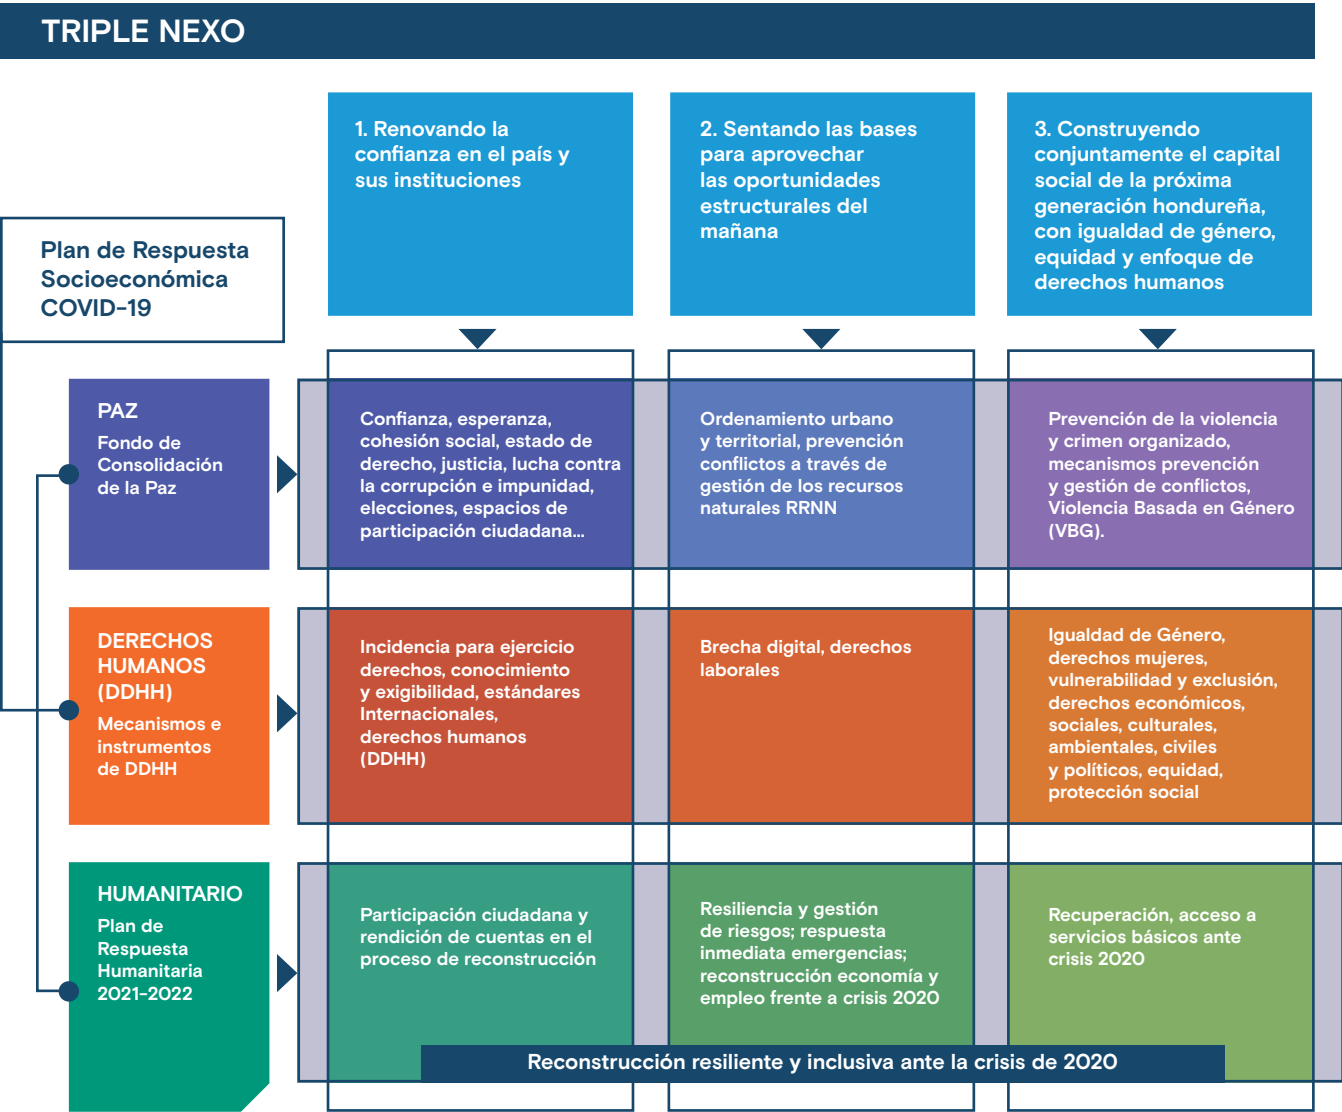 TRIPLE NEXO
1. Renovando la
confianza en el país y
sus instituciones
2. Sentando las bases
para aprovechar
las oportunidades
estructurales del
mañana
3. Construyendo
conjuntamente el capital
social de la próxima
generación hondureña,
con igualdad de género,
equidad y enfoque de
derechos humanos
Plan de Respuesta
Socioeconómica
COVID-19
PAZ
Fondo de
Consolidación
de la Paz
Confianza, esperanza,
cohesión social, estado de
derecho, justicia, lucha contra
la corrupción e impunidad,
elecciones, espacios de
participación ciudadana...
Ordenamiento urbano
y territorial, prevención
conflictos a través de
gestión de los recursos
naturales RRNN
Prevención de la violencia
y crimen organizado,
mecanismos prevención
y gestión de conflictos,
Violencia Basada en Género
(VBG).
DERECHOS
HUMANOS
(DDHH)
Mecanismos e
instrumentos
de DDHH
Incidencia para ejercicio
derechos, conocimiento
y exigibilidad, estándares
Internacionales,
derechos humanos
(DDHH)
Brecha digital, derechos
laborales
Igualdad de Género,
derechos mujeres,
vulnerabilidad y exclusión,
derechos económicos,
sociales, culturales,
ambientales, civiles
y políticos, equidad,
protección social
HUMANITARIO
Plan de
Respuesta
Humanitaria
2021-2022
Participación ciudadana y
rendición de cuentas en el
proceso de reconstrucción
Resiliencia y gestión
de riesgos; respuesta
inmediata emergencias;
reconstrucción economía y
empleo frente a crisis 2020
Recuperación, acceso a
servicios básicos ante
crisis 2020
Reconstrucción resiliente y inclusiva ante la crisis de 2020